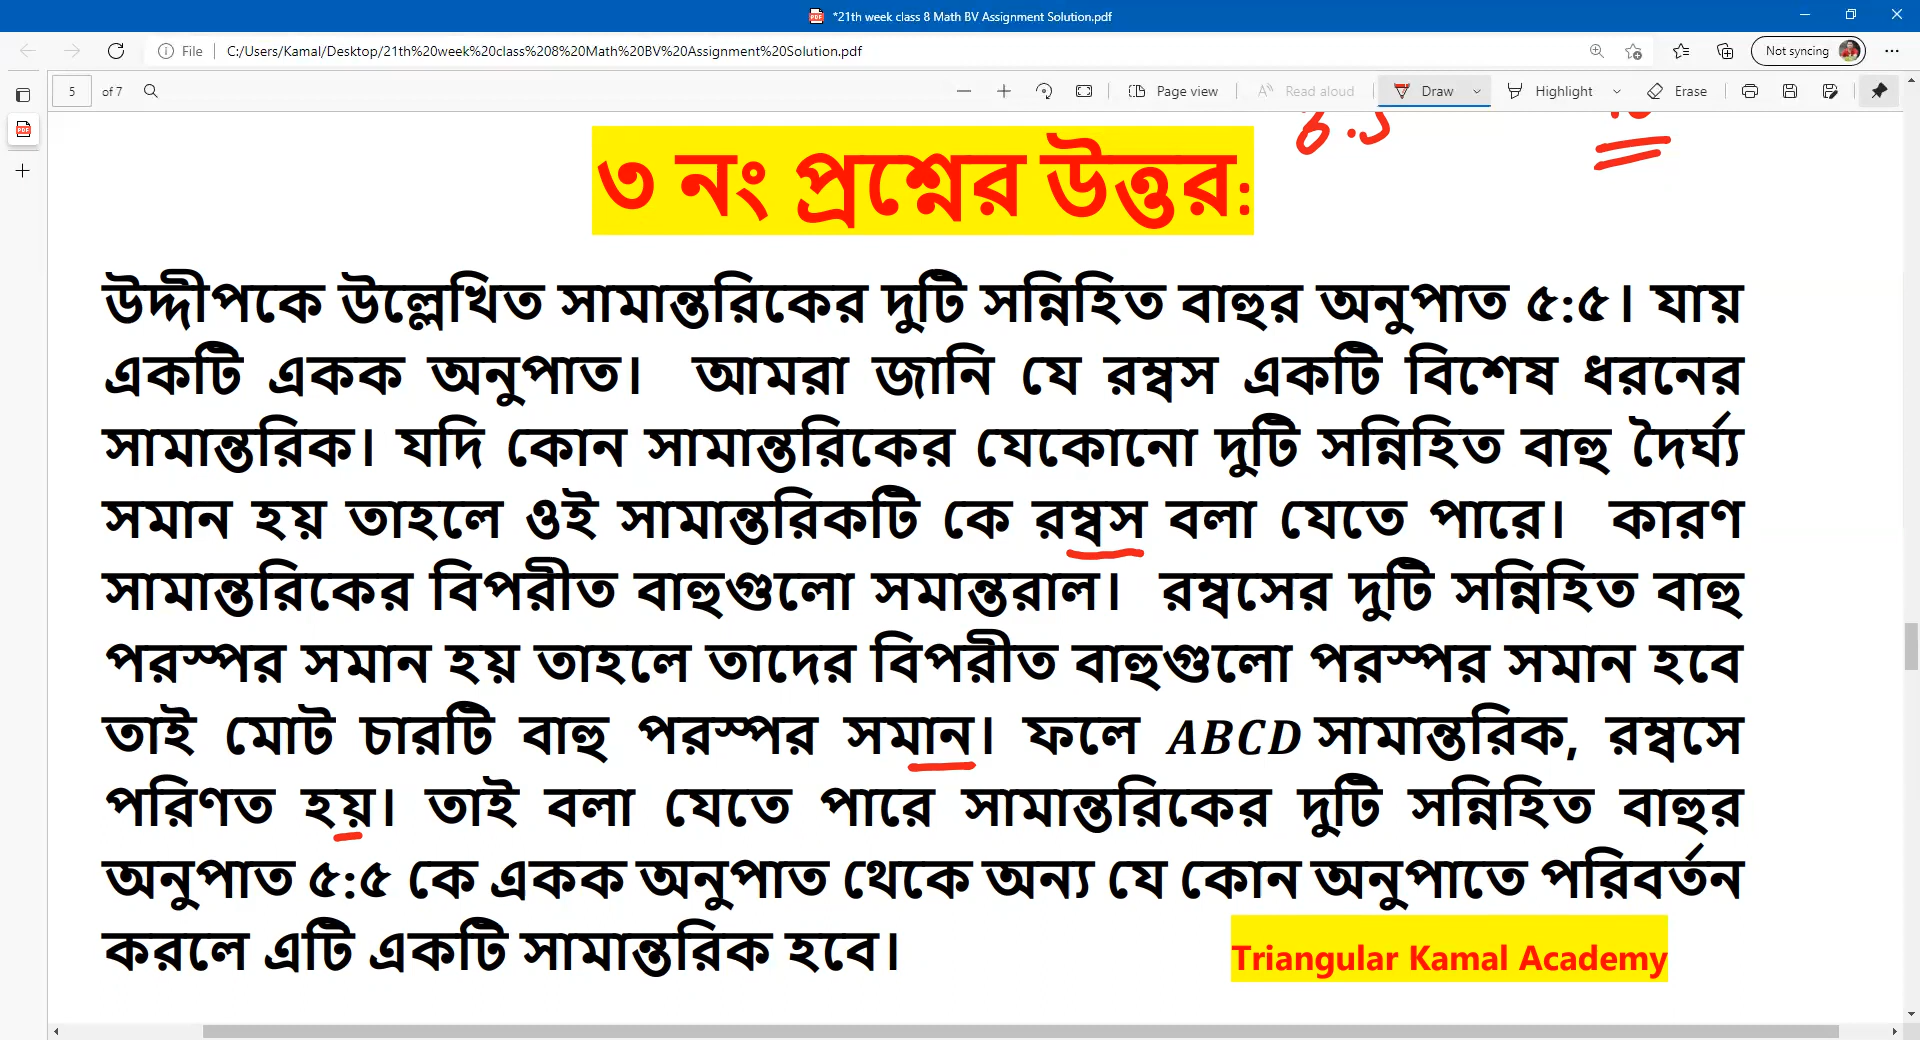 *21th week class 8 Math BV Assignment Solution.pdf
File C:/Users/Kamal/Desktop/21th%20week%20class%208%20Math%20BV%20Assignment%20Solution.pdf Not syncing
5 of 7 Page view Read aloud Draw Highlight Erase
৩ নং প্রশ্নের উত্তর:
উদ্দীপকে উল্লেখিত সামান্তরিকের দুটি সন্নিহিত বাহুর অনুপাত ৫:৫। যায়
একটি একক অনুপাত। আমরা জানি যে রম্বস একটি বিশেষ ধরনের
সামান্তরিক। যদি কোন সামান্তরিকের যেকোনো দুটি সন্নিহিত বাহু দৈর্ঘ্য
সমান হয় তাহলে ওই সামান্তরিকটি কে রম্বস বলা যেতে পারে। কারণ
সামান্তরিকের বিপরীত বাহুগুলো সমান্তরাল। রম্বসের দুটি সন্নিহিত বাহু
পরস্পর সমান হয় তাহলে তাদের বিপরীত বাহুগুলো পরস্পর সমান হবে
তাই মোট চারটি বাহু পরস্পর সমান। ফলে ABCD সামান্তরিক, রম্বসে
পরিণত হয়। তাই বলা যেতে পারে সামান্তরিকের দুটি সন্নিহিত বাহুর
অনুপাত ৫:৫ কে একক অনুপাত থেকে অন্য যে কোন অনুপাতে পরিবর্তন
করলে এটি একটি সামান্তরিক হবে।
Triangular Kamal Academy